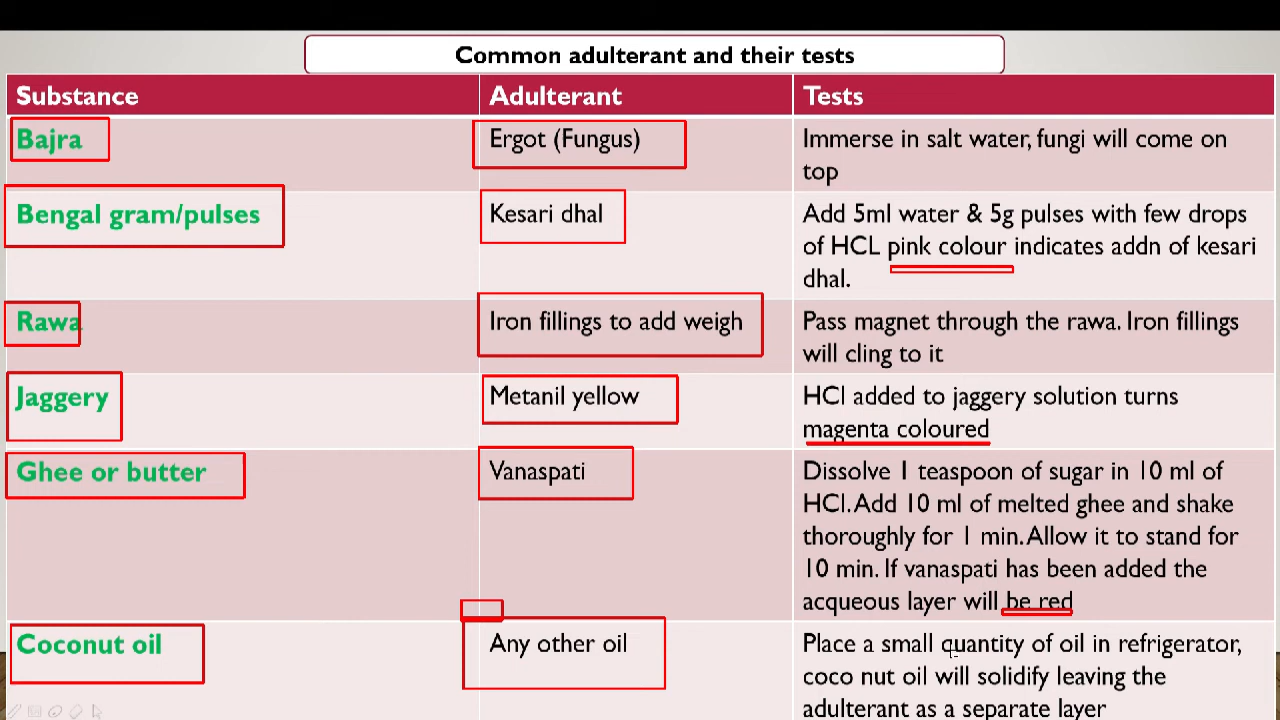 Common adulterant and their tests
Substance Adulterant Tests
Bajra Ergot (Fungus) Immerse in salt water, fungi will come on
top
Bengal gram/pulses Kesari dhal Add 5ml water & 5g pulses with few drops
of HCL pink colour indicates addn of kesari
dhal.
Rawa Iron fillings to add weigh Pass magnet through the rawa. Iron fillings
will cling to it
Jaggery Metanil yellow HCl added to jaggery solution turns
magenta coloured
Ghee or butter Vanaspati Dissolve 1 teaspoon of sugar in 10 ml of
HCl. Add 10 ml of melted ghee and shake
thoroughly for 1 min. Allow it to stand for
10 min. If vanaspati has been added the
acqueous layer will be red
Coconut oil Any other oil Place a small quantity of oil in refrigerator,
coco nut oil will solidify leaving the
adulterant as a separate layer